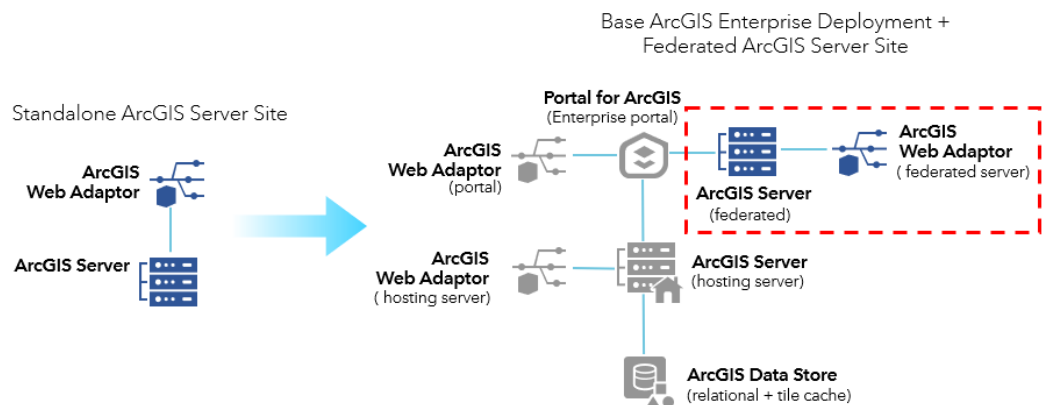 Base ArcGIS Enterprise Deployment +
Federated ArcGIS Server Site
Standalone ArcGIS Server Site
ArcGIS
Web Adaptor
ArcGIS Server
Portal for ArcGIS
(Enterprise portal)
ArcGIS
Web Adaptor
(portal)
ArcGIS Server
(federated)
ArcGIS
Web Adaptor
( federated server)
ArcGIS
Web Adaptor
( hosting server)
ArcGIS Server
(hosting server)
ArcGIS Data Store
(relational + tile cache)